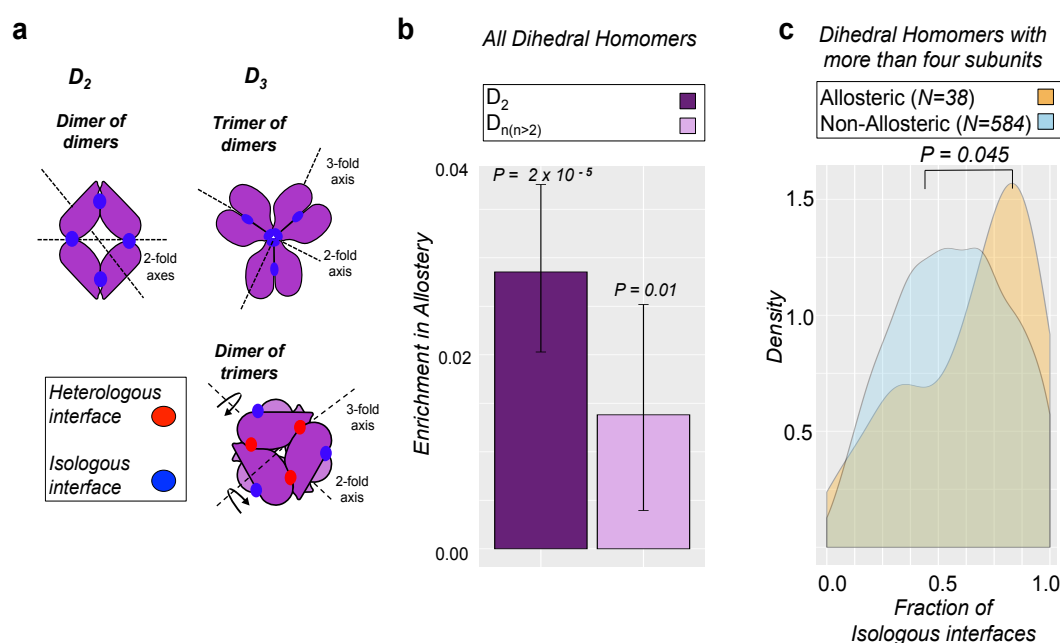 a
D2
Dimer of
dimers
2-fold
axes
D3
Trimer of
dimers
3-fold
axis
2-fold
axis
Heterologous
interface
Isologous
interface
Dimer of
trimers
3-fold
axis
2-fold
axis
b
All Dihedral Homomers
D2
Dn(n>2)
P = 2 x 10 -5
P = 0.01
0.04
0.02
0.00
Enrichment in Allostery
c
Dihedral Homomers with
more than four subunits
Allosteric (N=38)
Non-Allosteric (N=584)
P = 0.045
1.5
1.0
0.5
Density
0.0 0.5 1.0
Fraction of
Isologous interfaces